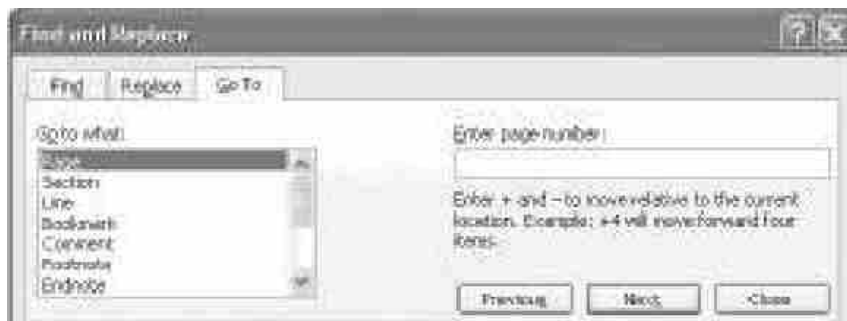 Find and Replace
Find Replace Go To
Go to what:
Page
Section
Line
Bookmark
Comment
Footnote
Endnote
Enter page number:
Enter + and – to move relative to the current
location. Example: +4 will move forward four
items.
Previous Next Close